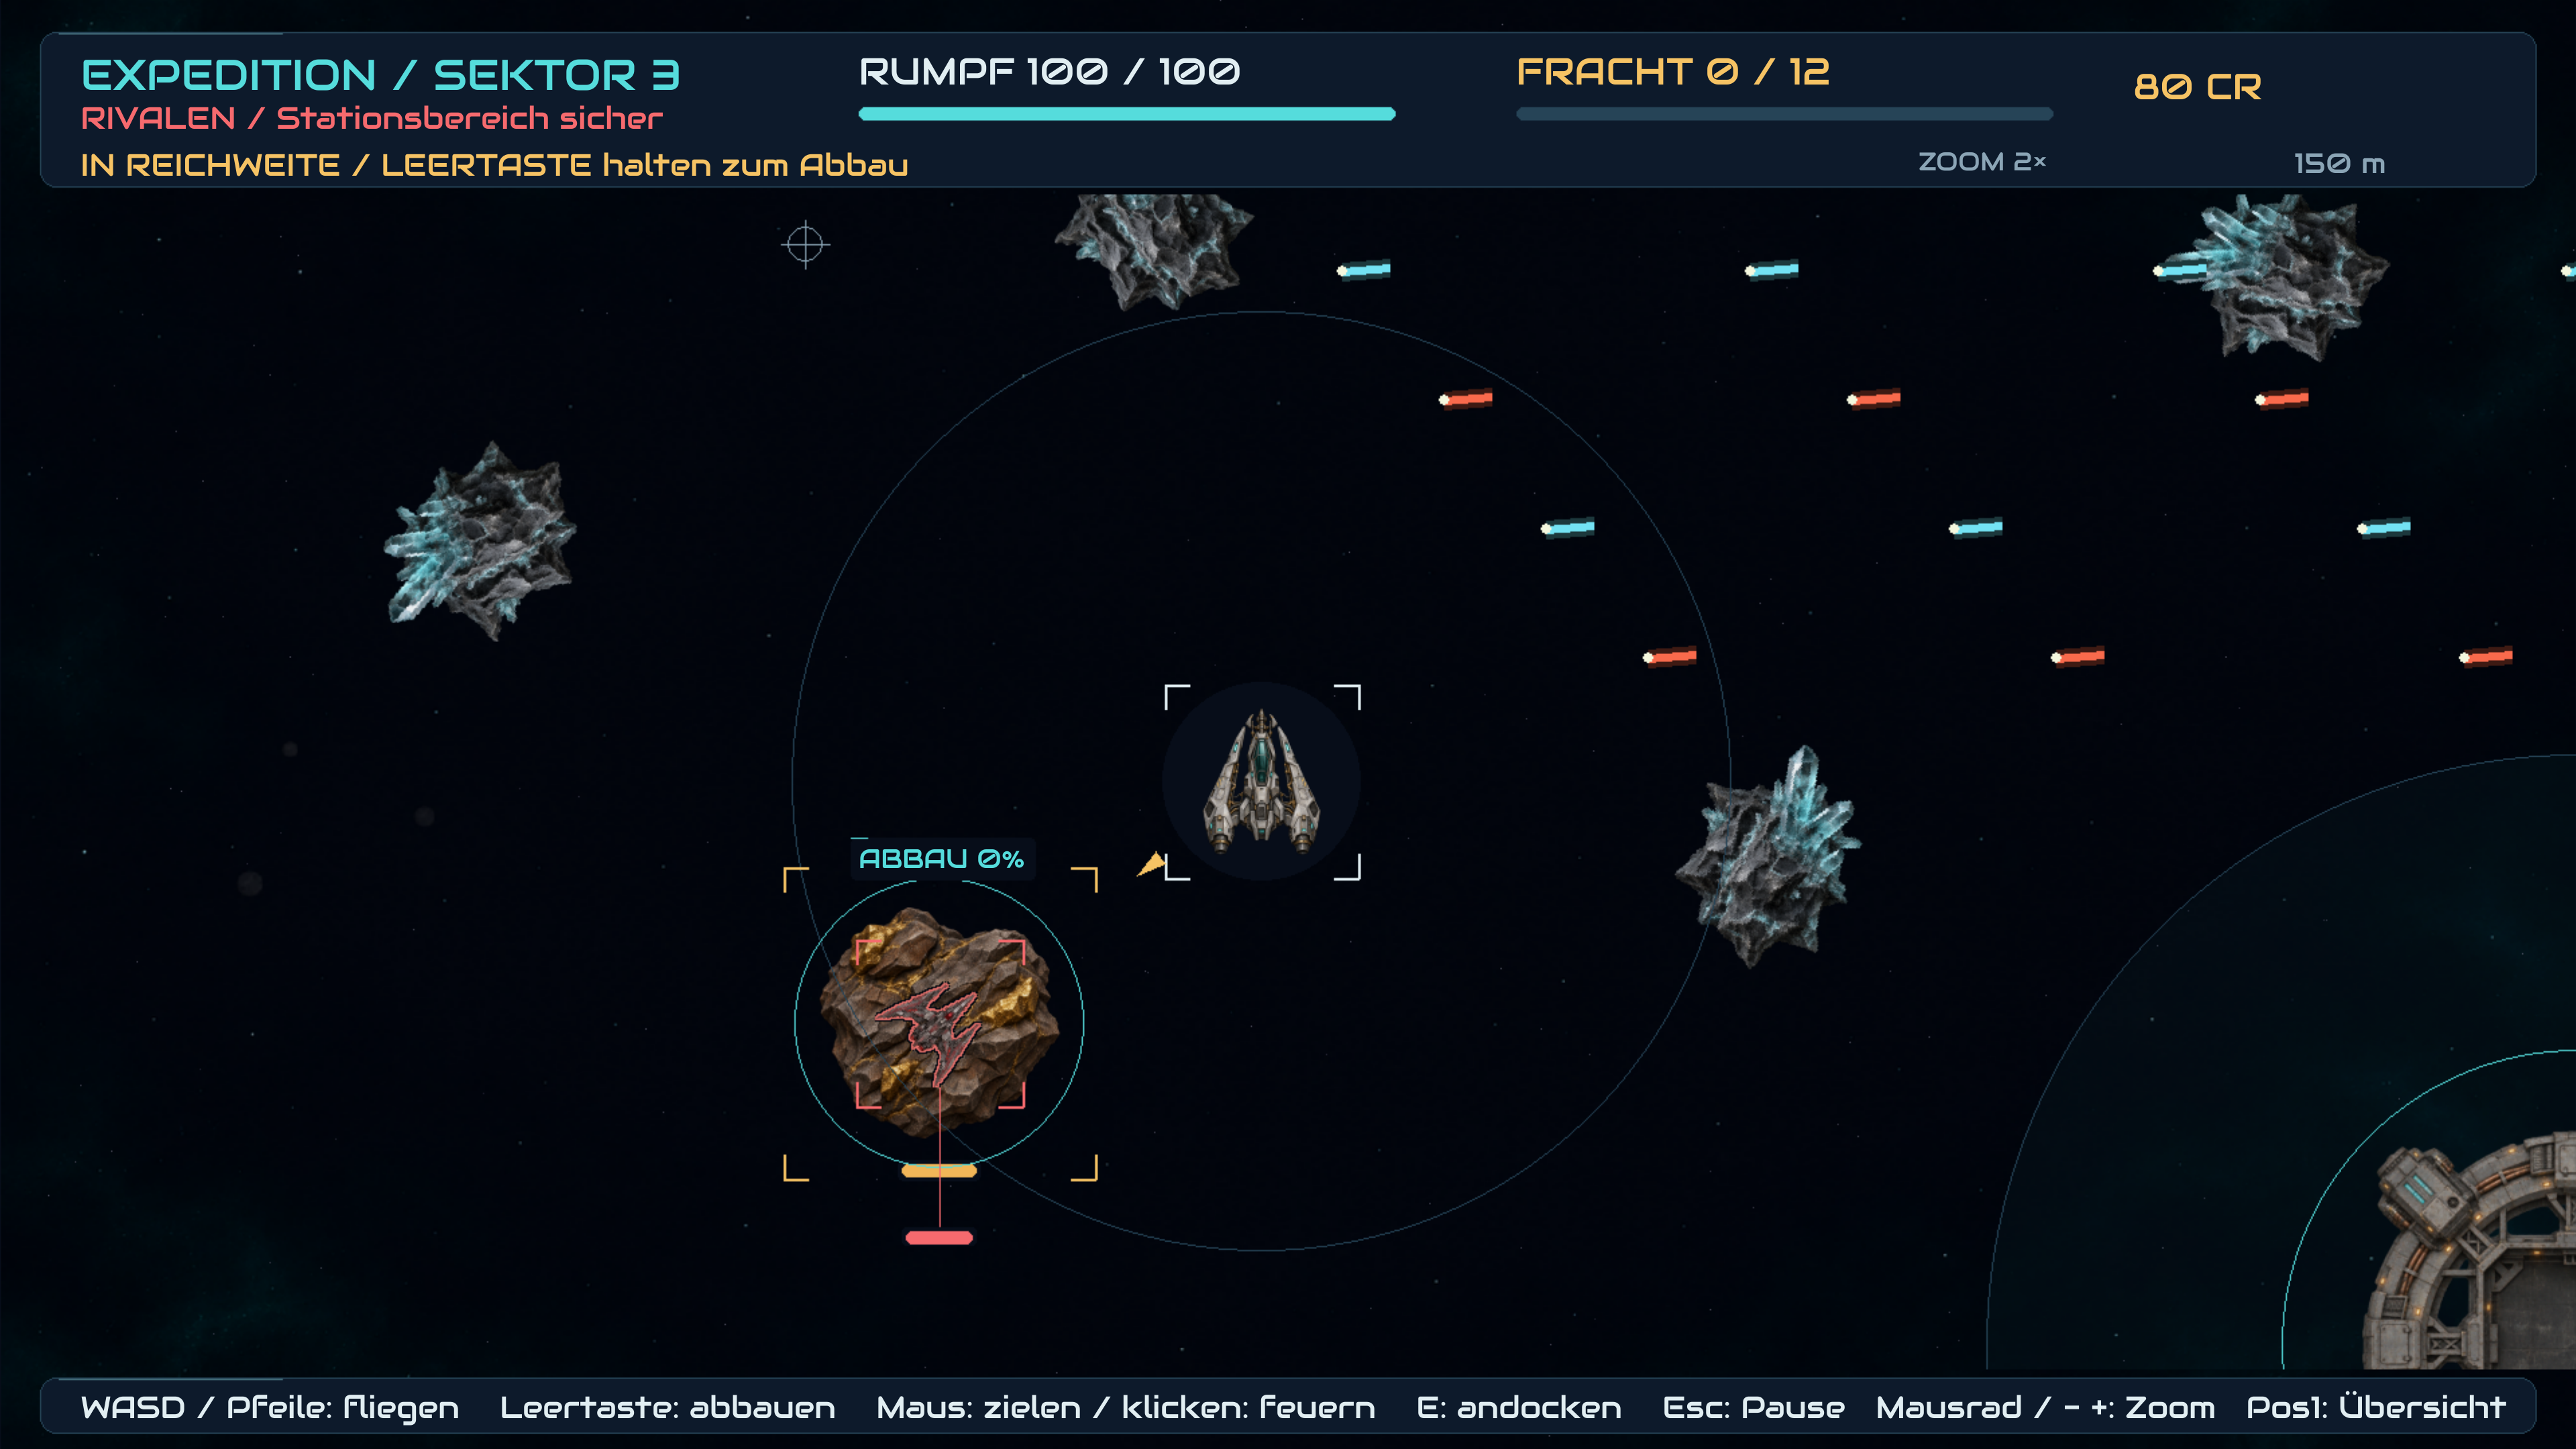 EXPEDITION / SEKTOR 3
RUMPF 100 / 100
FRACHT 0 / 12
80 CR
RIVALEN / Stationsbereich sicher
IN REICHWEITE / LEERTASTE halten zum Abbau
ZOOM 2×
150 m
ABBAU 0%
WASD / Pfeile: fliegen
Leertaste: abbauen
Maus: zielen / klicken: feuern
E: andocken
Esc: Pause
Mausrad / - +: Zoom
Pos1: Übersicht